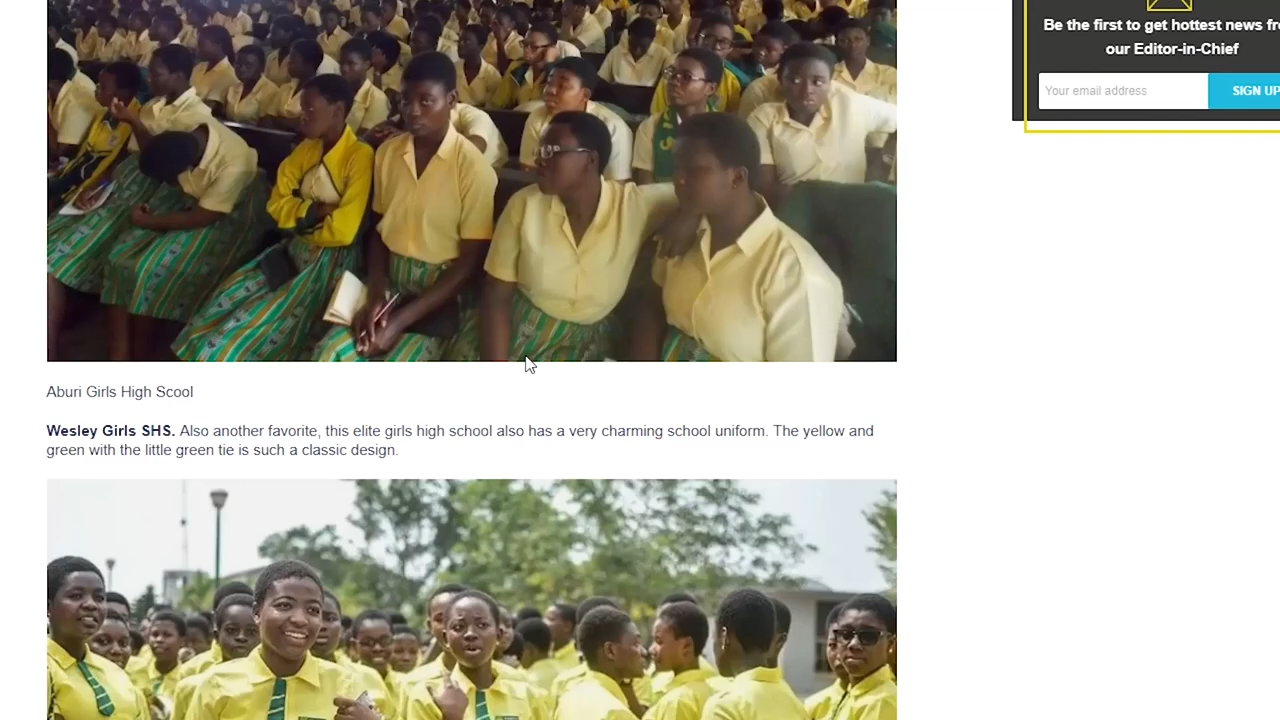 Be the first to get hottest news
our Editor-in-Chief
Your email address
SIGN UP
Aburi Girls High Scool
Wesley Girls SHS. Also another favorite, this elite girls high school also has a very charming school uniform. The yellow and
green with the little green tie is such a classic design.